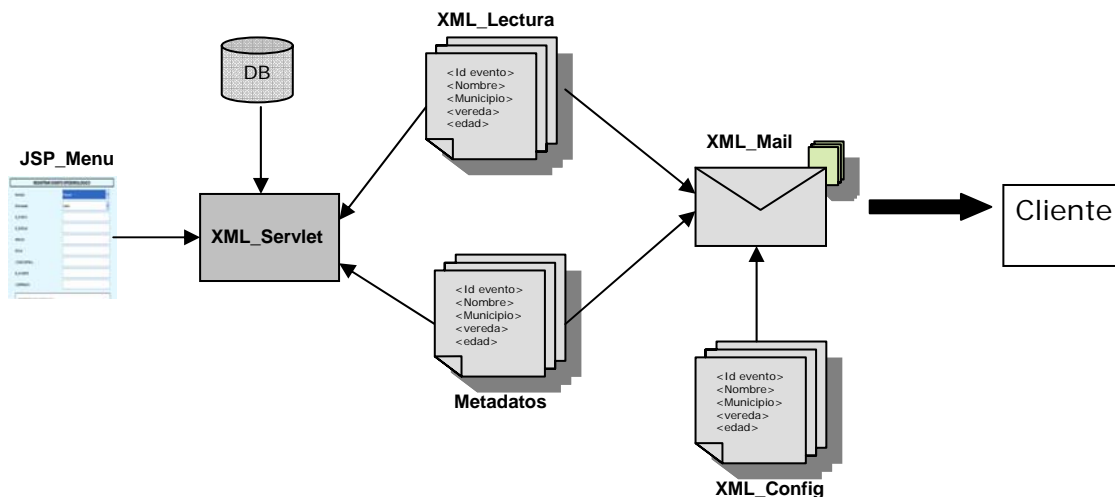 XML_Lectura
DB
<Id evento>
<Nombre>
<Municipio>
<vereda>
<edad>
JSP_Menu
XML_Mail
XML_Servlet
Cliente
<Id evento>
<Nombre>
<Municipio>
<vereda>
<edad>
Metadatos
<Id evento>
<Nombre>
<Municipio>
<vereda>
<edad>
XML_Config